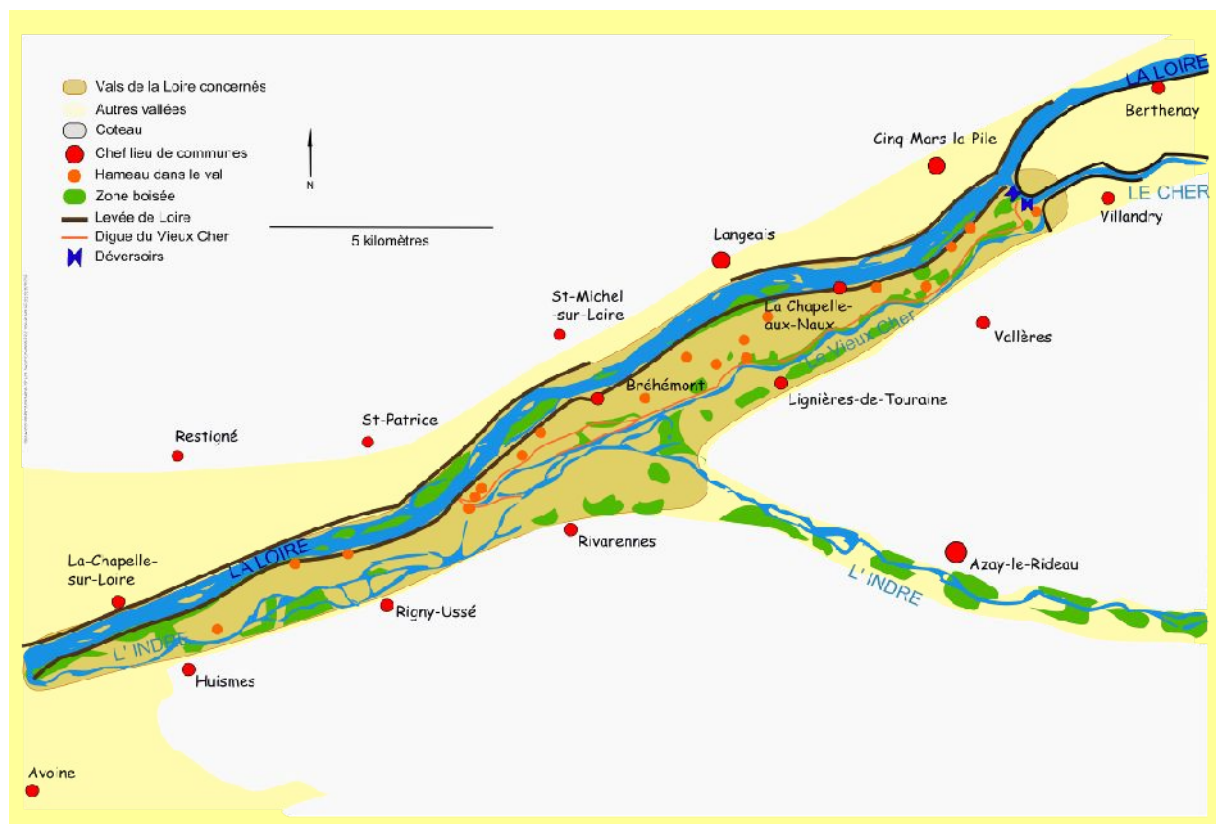 Vals de la Loire concernés
Autres vallées
Coteau
Chef lieu de communes
Hameau dans le val
Zone boisée
Levée de Loire
Digue du Vieux Cher
Déversoirs
N
5 kilomètres
LA LOIRE
Berthenay
Cinq Mars la Pile
LE CHER
Villandry
Langeais
St-Michel
-sur-Loire
La Chapelle-
aux-Naux
Vallères
Le Vieux Cher
Bréhémont
Lignières-de-Touraine
St-Patrice
Restigné
Rivarennes
LA LOIRE
La-Chapelle-
sur-Loire
Azay-le-Rideau
L' INDRE
Rigny-Ussé
L' INDRE
Huismes
Avoine